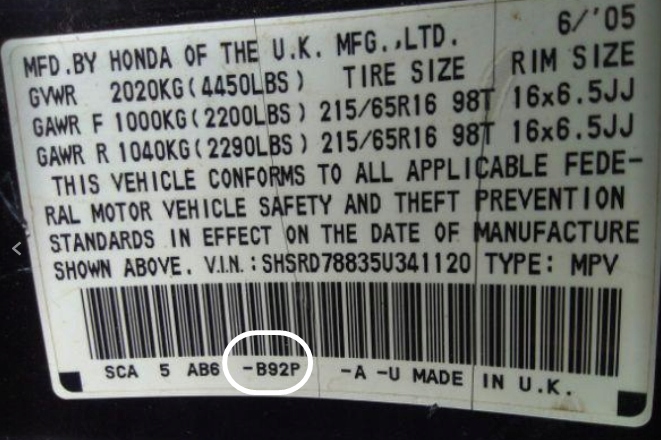 6/'05
MFD.BY HONDA OF THE U.K. MFG.,LTD.
GVWR 2020KG(4450LBS) TIRE SIZE RIM SIZE
GAWR F 1000KG(2200LBS) 215/65R16 98T 16x6.5JJ
GAWR R 1040KG(2290LBS) 215/65R16 98T 16x6.5JJ
THIS VEHICLE CONFORMS TO ALL APPLICABLE FEDE-
RAL MOTOR VEHICLE SAFETY AND THEFT PREVENTION
STANDARDS IN EFFECT ON THE DATE OF MANUFACTURE
SHOWN ABOVE. V.I.N.:SHSRD78835U341120 TYPE: MPV
SCA 5 AB6 -B92P -A -U MADE IN U.K.